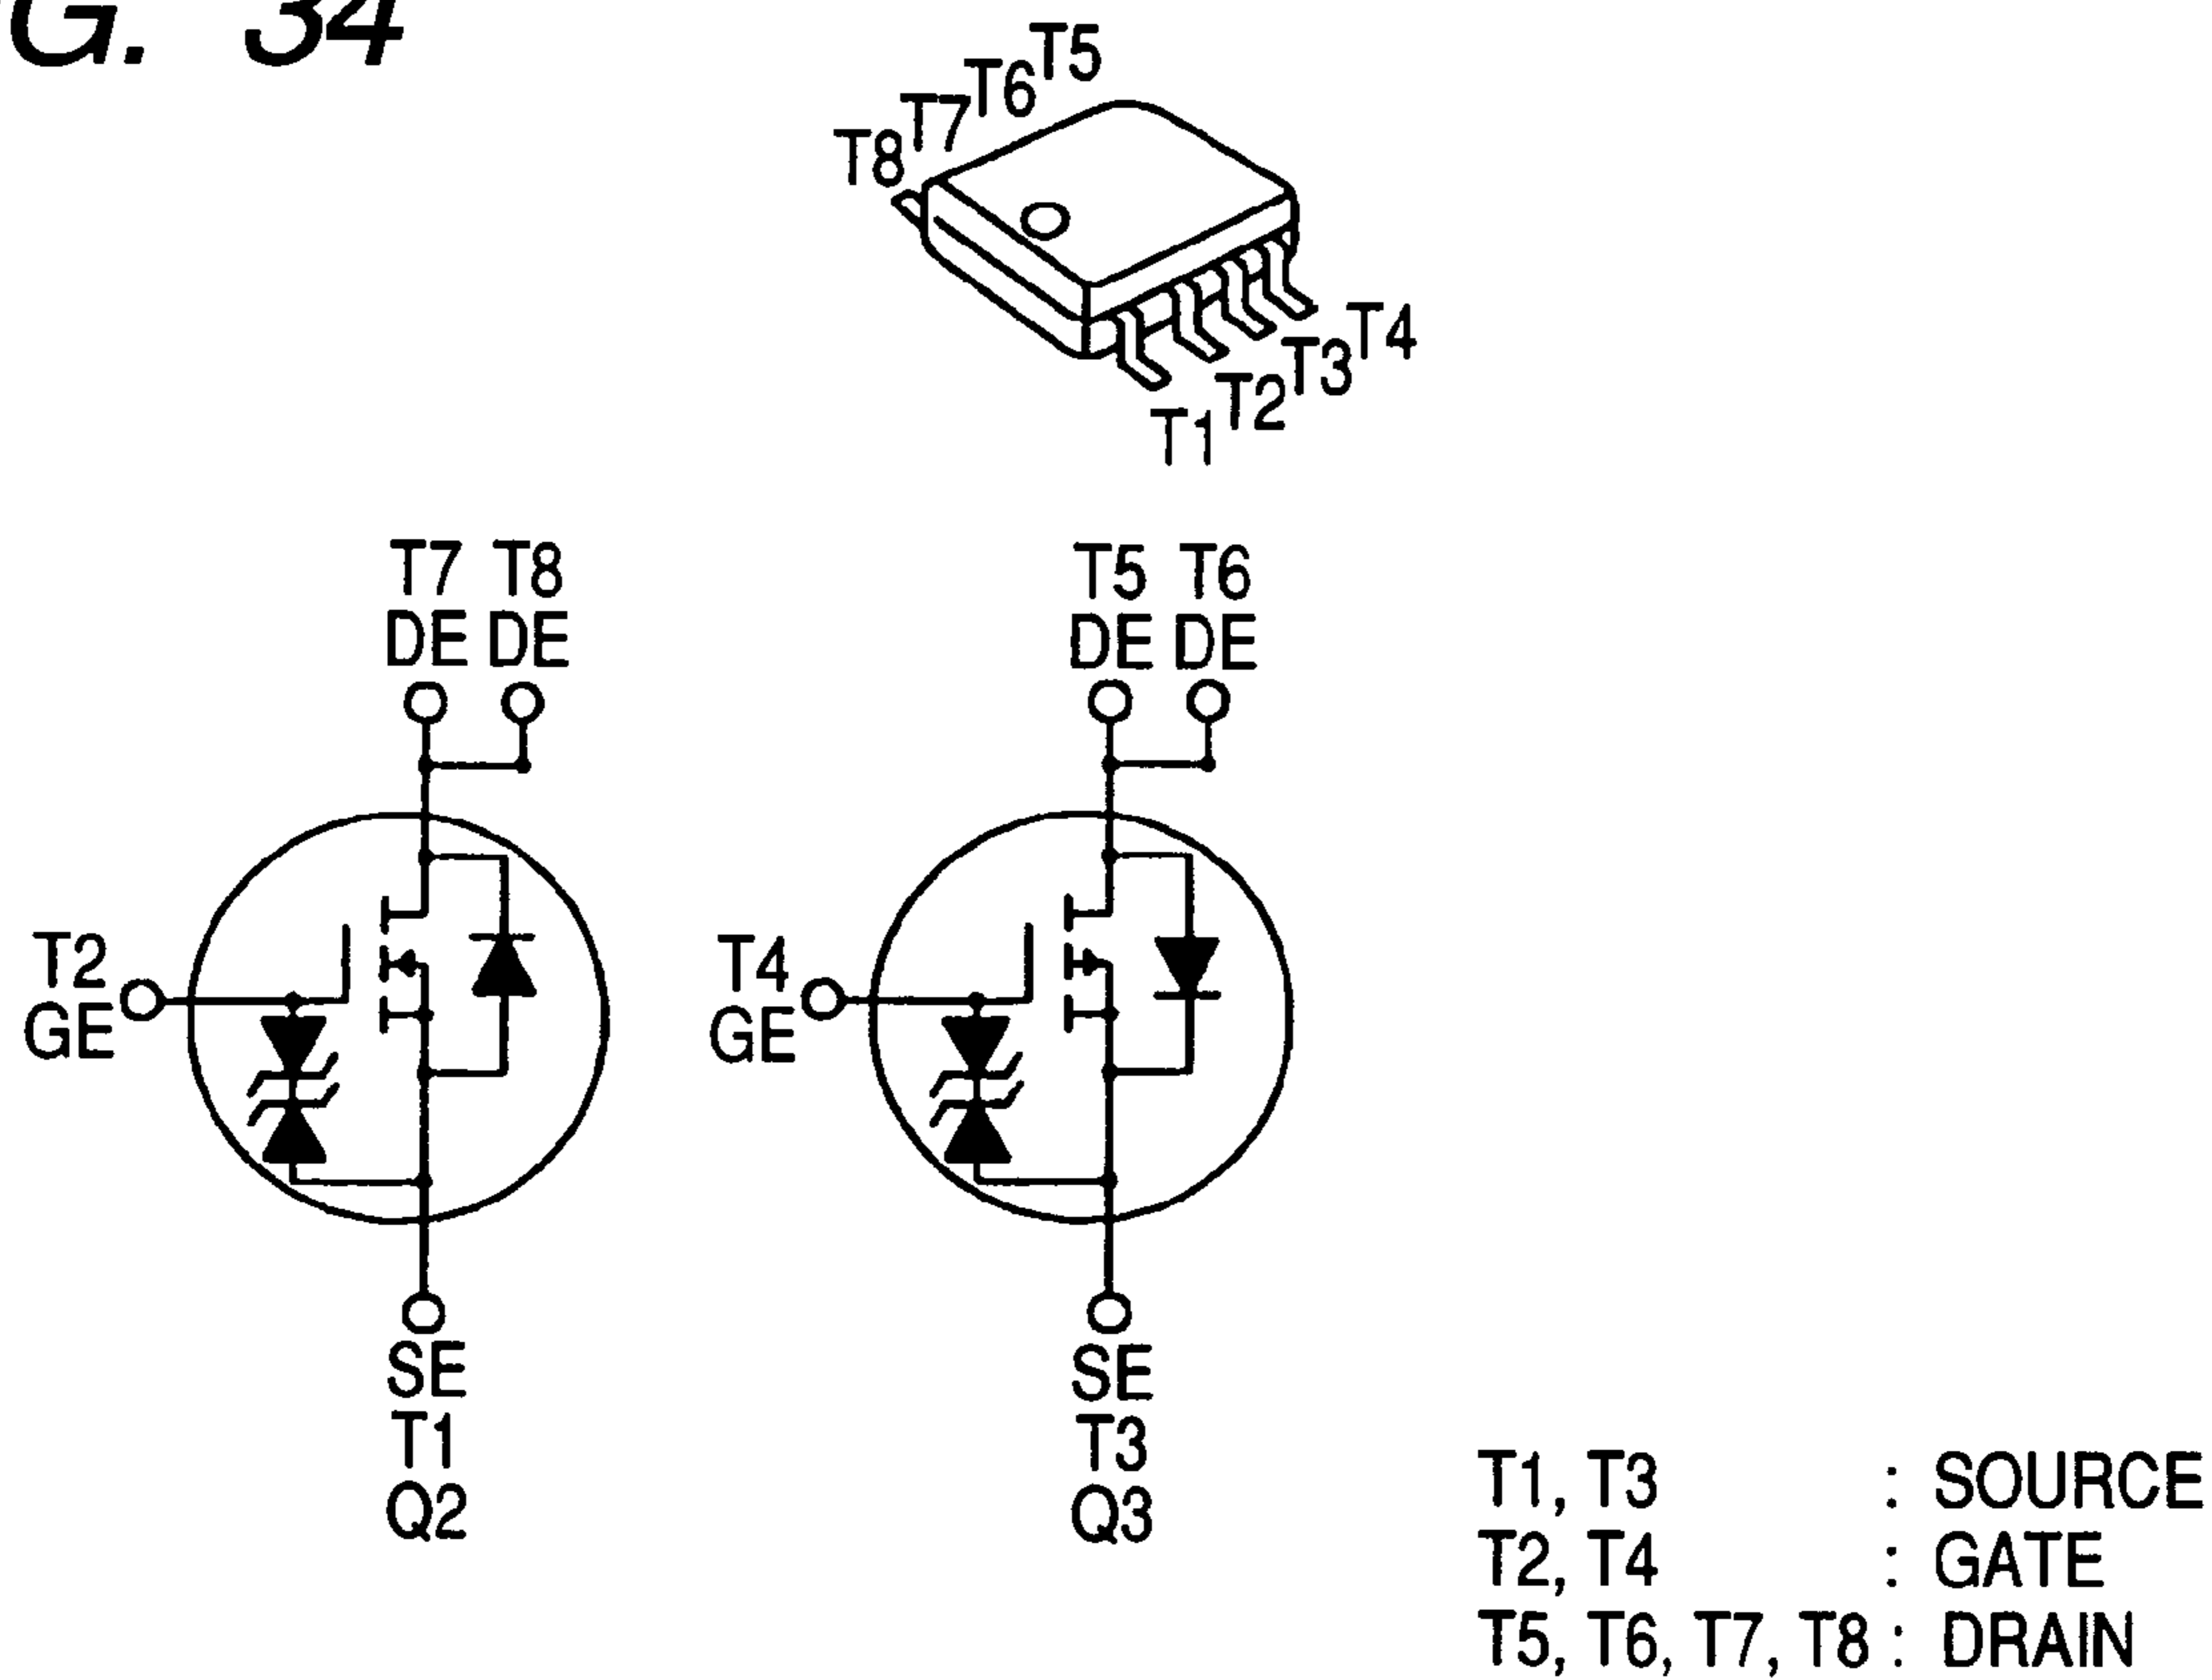 G. 34
T5
T6
T7
T8
T4
T3
T2
T1
T7 T8
DE DE
T5 T6
DE DE
T2
GE
T4
GE
SE
T1
Q2
SE
T3
Q3
T1, T3 : SOURCE
T2, T4 : GATE
T5, T6, T7, T8 : DRAIN